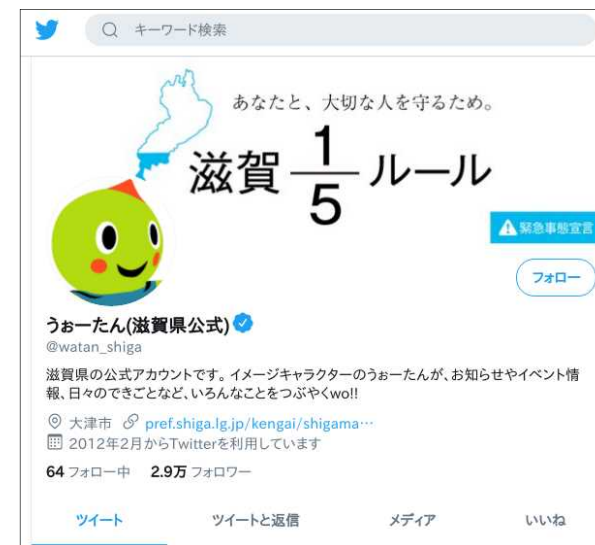 キーワード検索
あなたと、大切な人を守るため。
滋賀 1/5 ルール
緊急事態宣言
フォロー
うぉーたん(滋賀県公式)
@watan_shiga
滋賀県の公式アカウントです。イメージキャラクターのうぉーたんが、お知らせやイベント情
報、日々のできごとなど、いろんなことをつぶやくwo!!
大津市 pref.shiga.lg.jp/kengai/shigama…
2012年2月からTwitterを利用しています
64 フォロー中 2.9万 フォロワー
ツイート ツイートと返信 メディア いいね